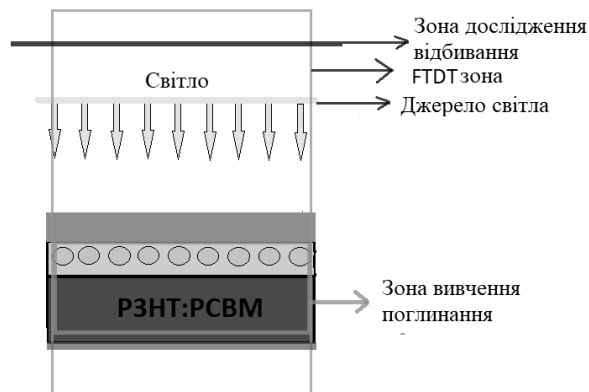 Зона дослідження
відбивання
FTDT зона
Світло
Джерело світла
Зона вивчення
поглинання
P3HT:PCBM